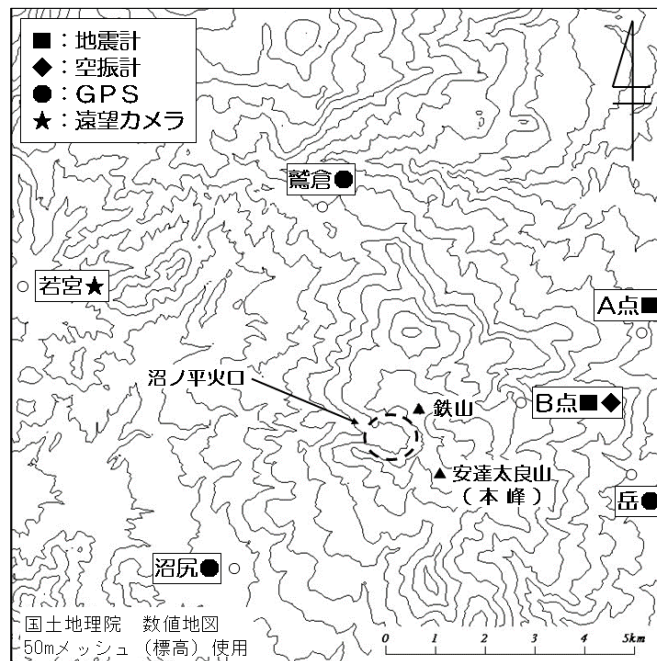 ■：地震計
◆：空振計
●：ＧＰＳ
★：遠望カメラ
鷲倉●
若宮★
A点■
沼ノ平火口
鉄山
B点■◆
安達太良山
（本峰）
岳●
沼尻●
国土地理院　数値地図
50mメッシュ（標高）使用
0 1 2 3 4 5km